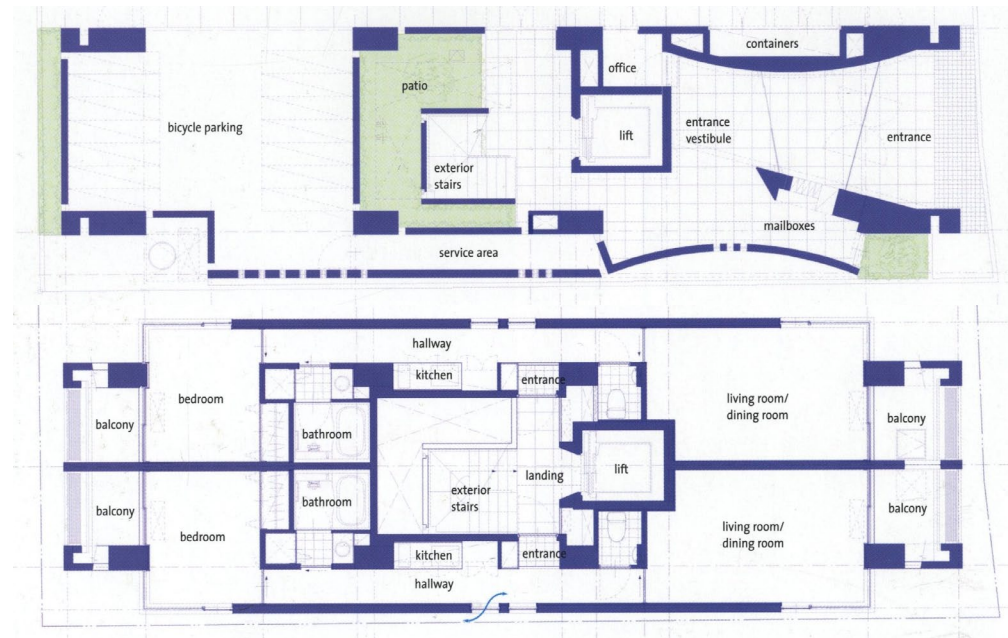 containers
office
patio
bicycle parking
lift
entrance
vestibule
entrance
exterior
stairs
mailboxes
service area
hallway
kitchen
entrance
bedroom
living room/
dining room
balcony
balcony
bathroom
lift
landing
exterior
stairs
bathroom
balcony
balcony
bedroom
living room/
dining room
kitchen
entrance
hallway